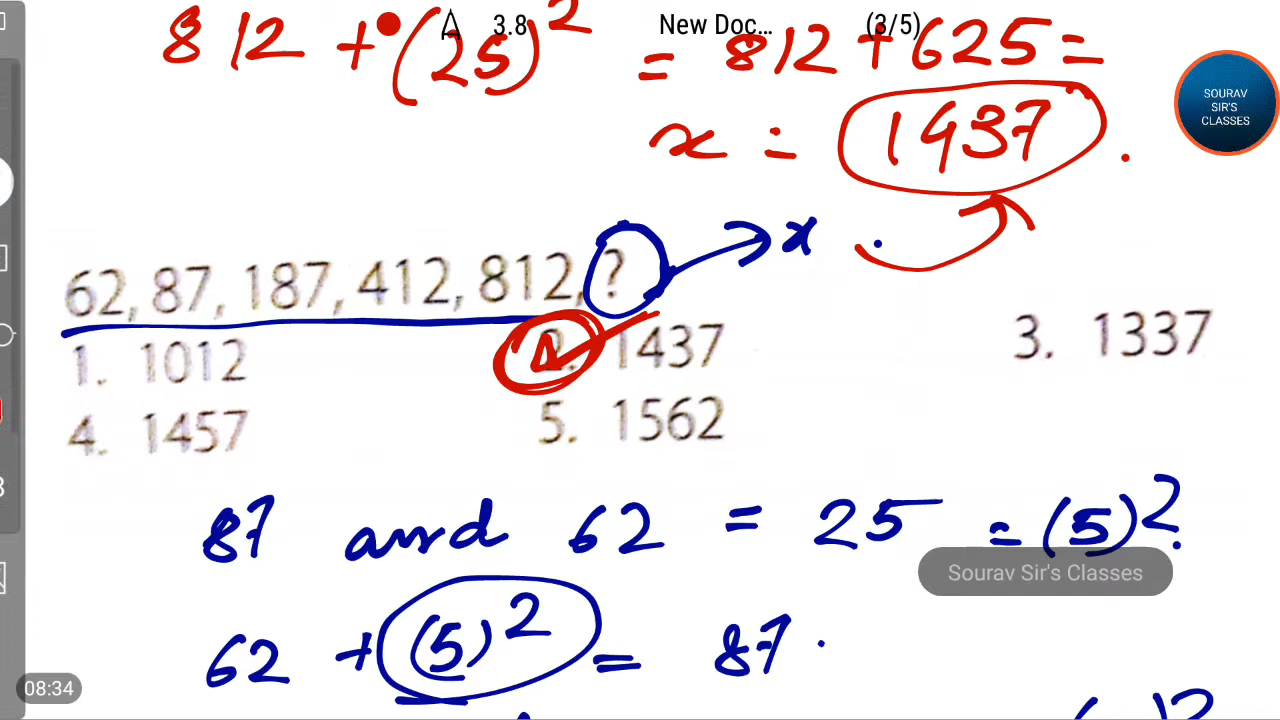 A 3.8 New Doc... (3/5)
812 + (25)² = 812 + 625 =
x = 1437.
SOURAV
SIR'S
CLASSES
62, 87, 187, 412, 812, ? → x
1. 1012 2. 1437 3. 1337
4. 1457 5. 1562
87 and 62 = 25 = (5)²
Sourav Sir's Classes
62 + (5)² = 87.
08:34